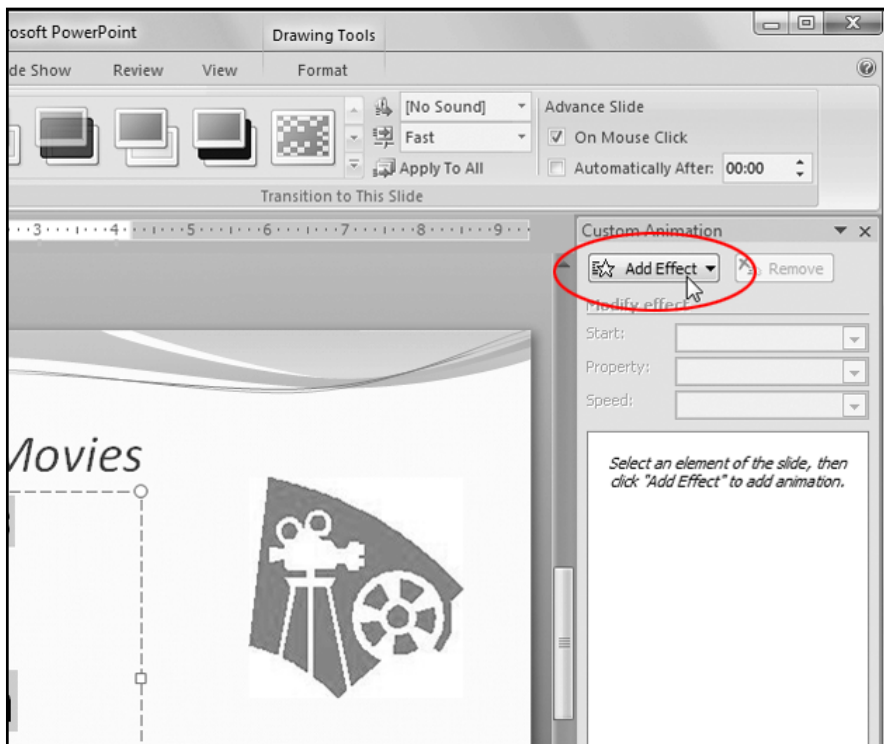 rosoft PowerPoint
Drawing Tools
de Show Review View Format
[No Sound]
Fast
Apply To All
Advance Slide
On Mouse Click
Automatically After: 00:00
Transition to This Slide
3 4 5 6 7 8 9
Custom Animation
Add Effect Remove
Modify effect
Start:
Property:
Speed:
Select an element of the slide, then
click "Add Effect" to add animation.
Movies